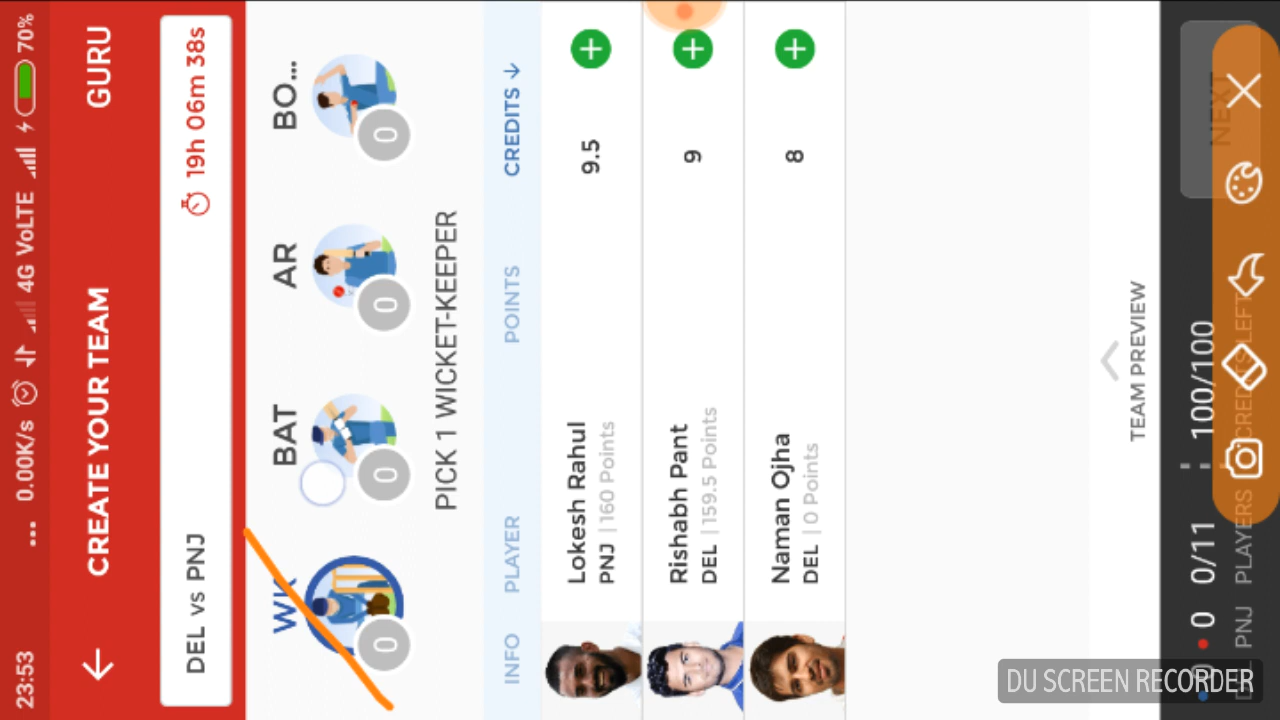 23:53 ... 0.00K/s 4G VoLTE 70%
CREATE YOUR TEAM GURU
DEL vs PNJ 19h 06m 38s
WK BAT AR BO...
0 0 0 0
PICK 1 WICKET-KEEPER
INFO PLAYER POINTS CREDITS ↓
Lokesh Rahul
PNJ | 160 Points
9.5
Rishabh Pant
DEL | 159.5 Points
9
Naman Ojha
DEL | 0 Points
8
TEAM PREVIEW
0 0/11 100/100
PNJ PLAYERS CREDITS LEFT
NEXT
DU SCREEN RECORDER